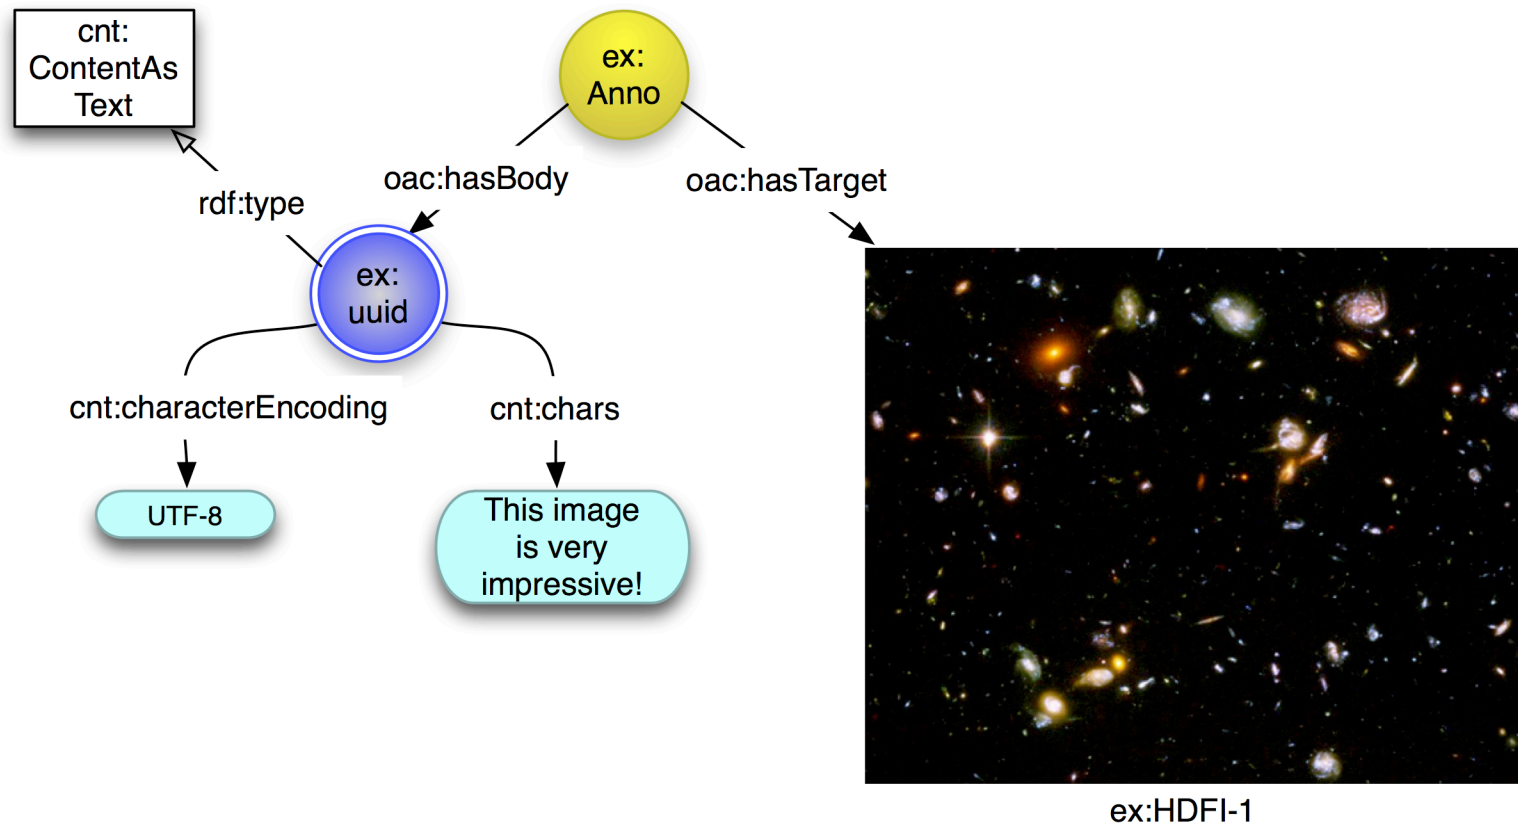 cnt:
ContentAs
Text
ex:
Anno
oac:hasBody
oac:hasTarget
rdf:type
ex:
uuid
cnt:characterEncoding
cnt:chars
UTF-8
This image
is very
impressive!
ex:HDFI-1